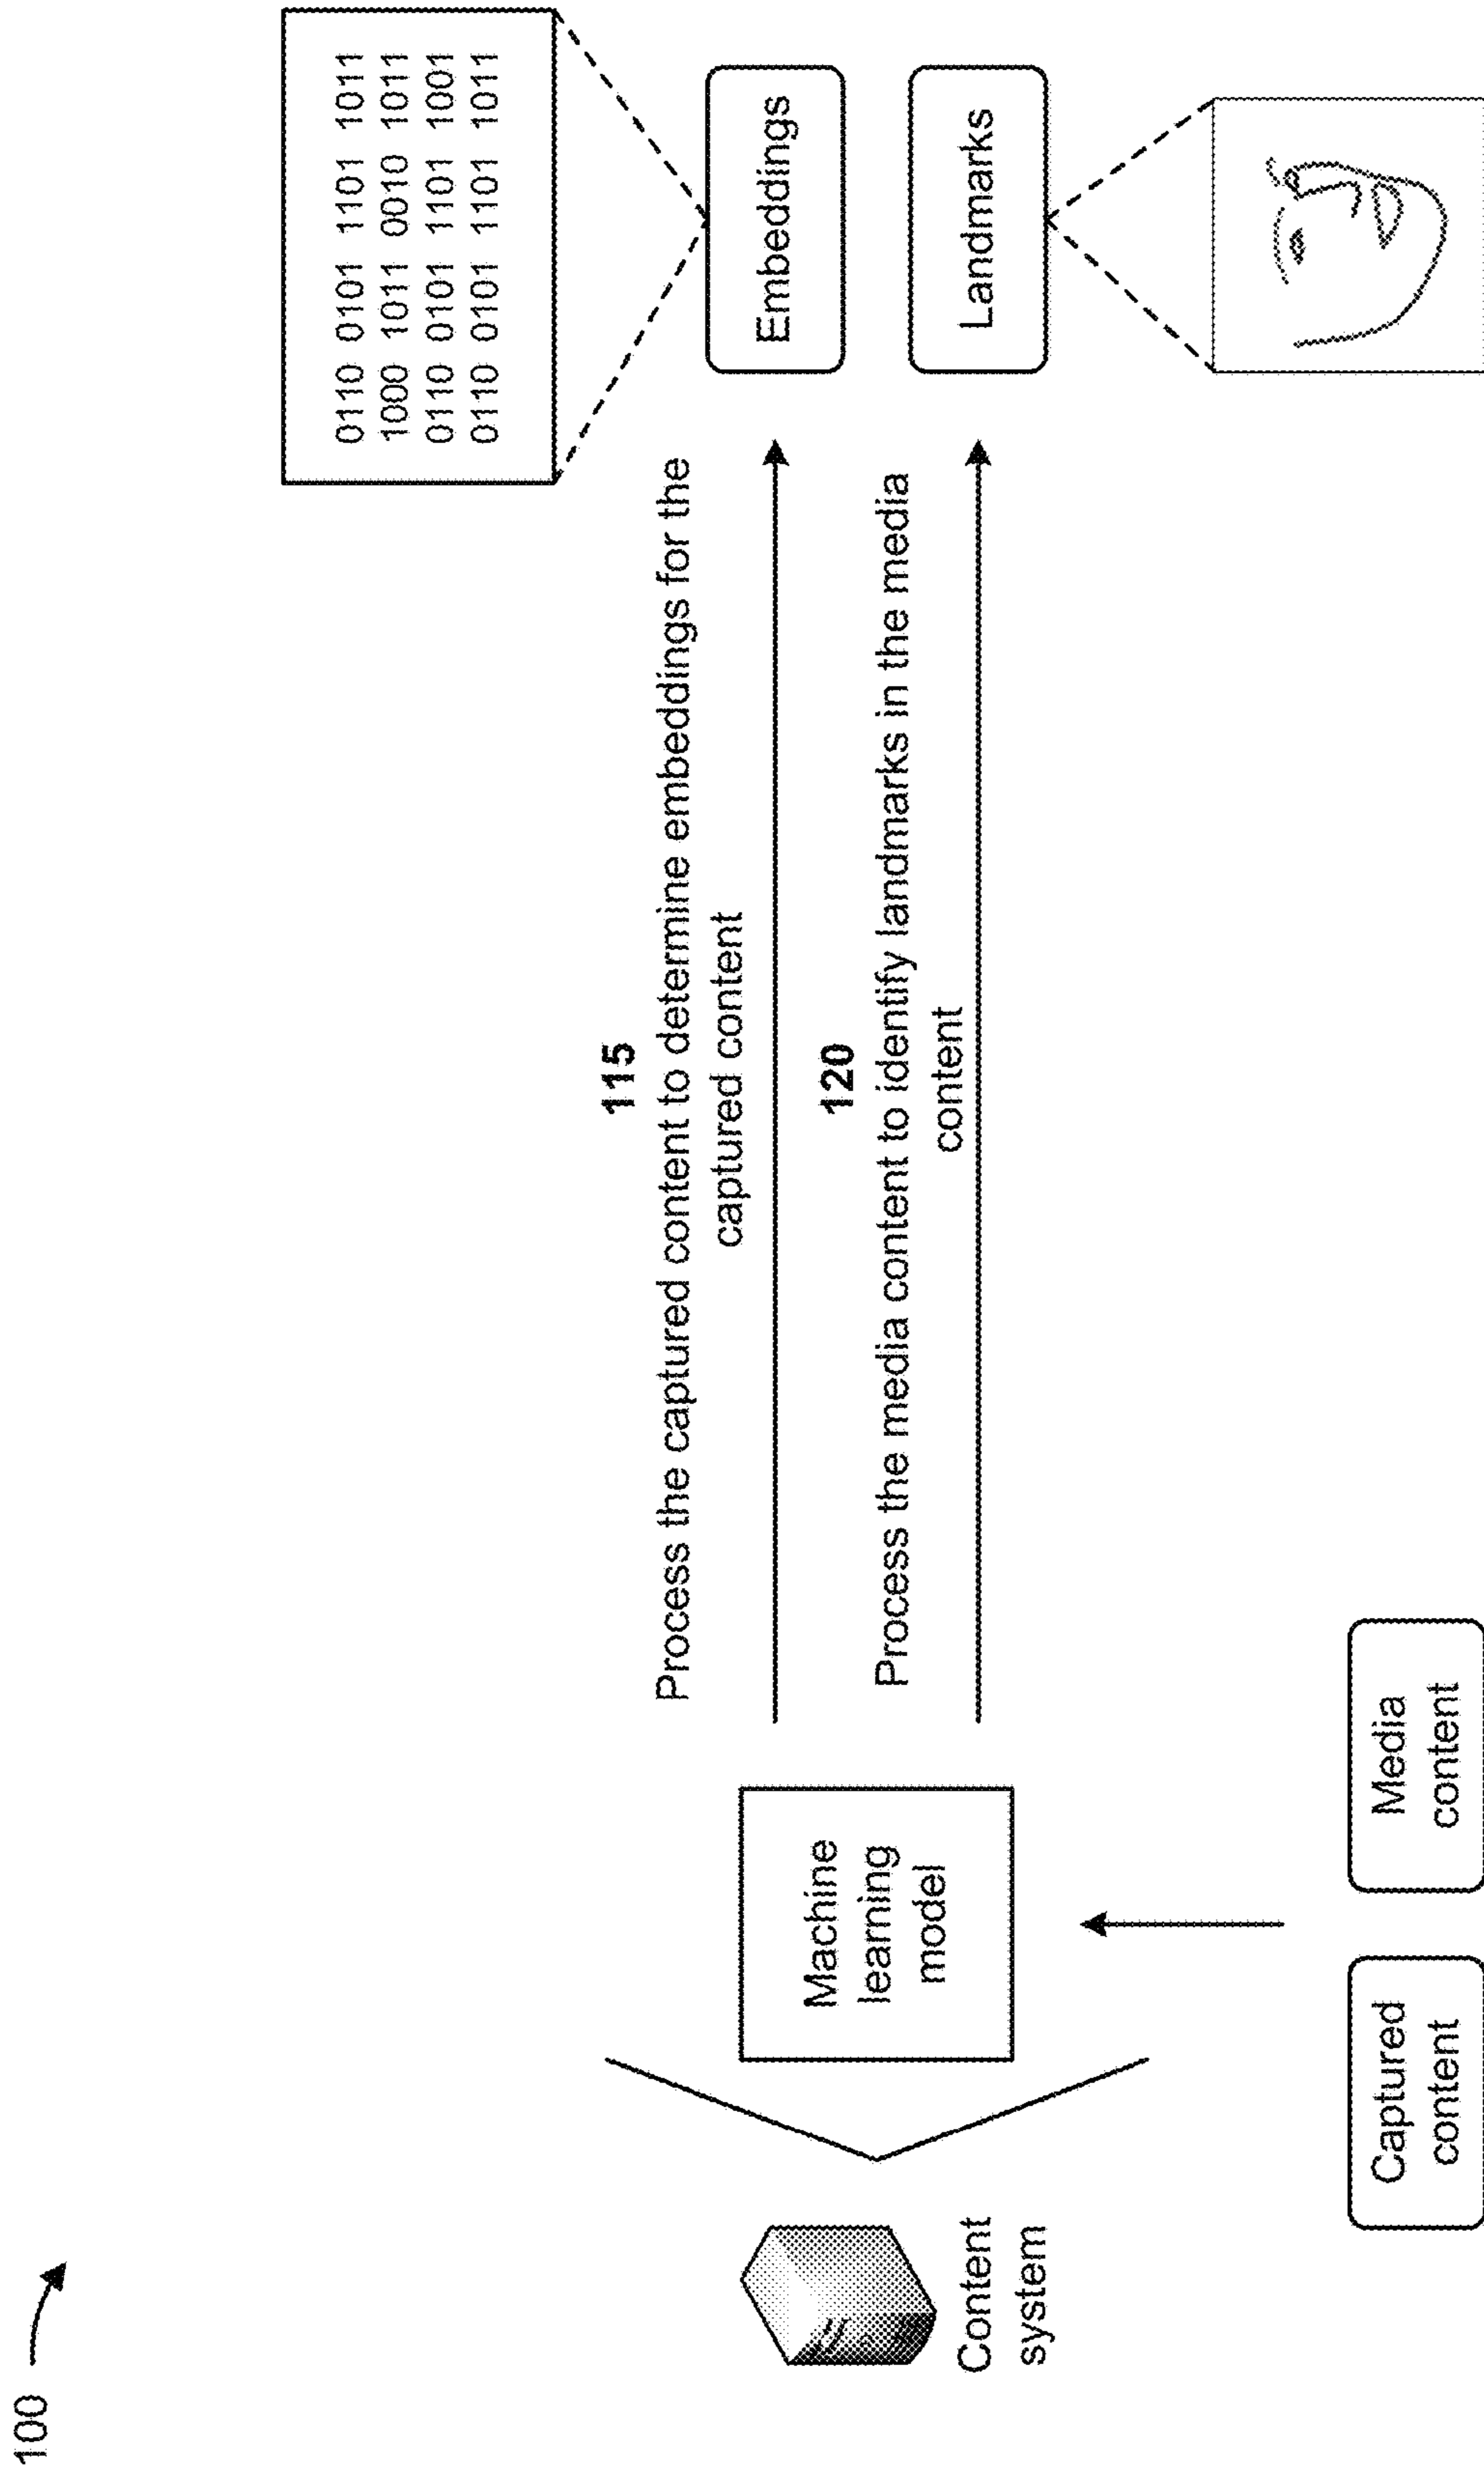 100
0110 0101 1101 1011
1000 1011 0010 1011
0110 0101 1101 1001
0110 0101 1101 1011
115
Process the captured content to determine embeddings for the
captured content
Embeddings
120
Process the media content to identify landmarks in the media
content
Landmarks
Machine
learning
model
Content
system
Captured
content
Media
content